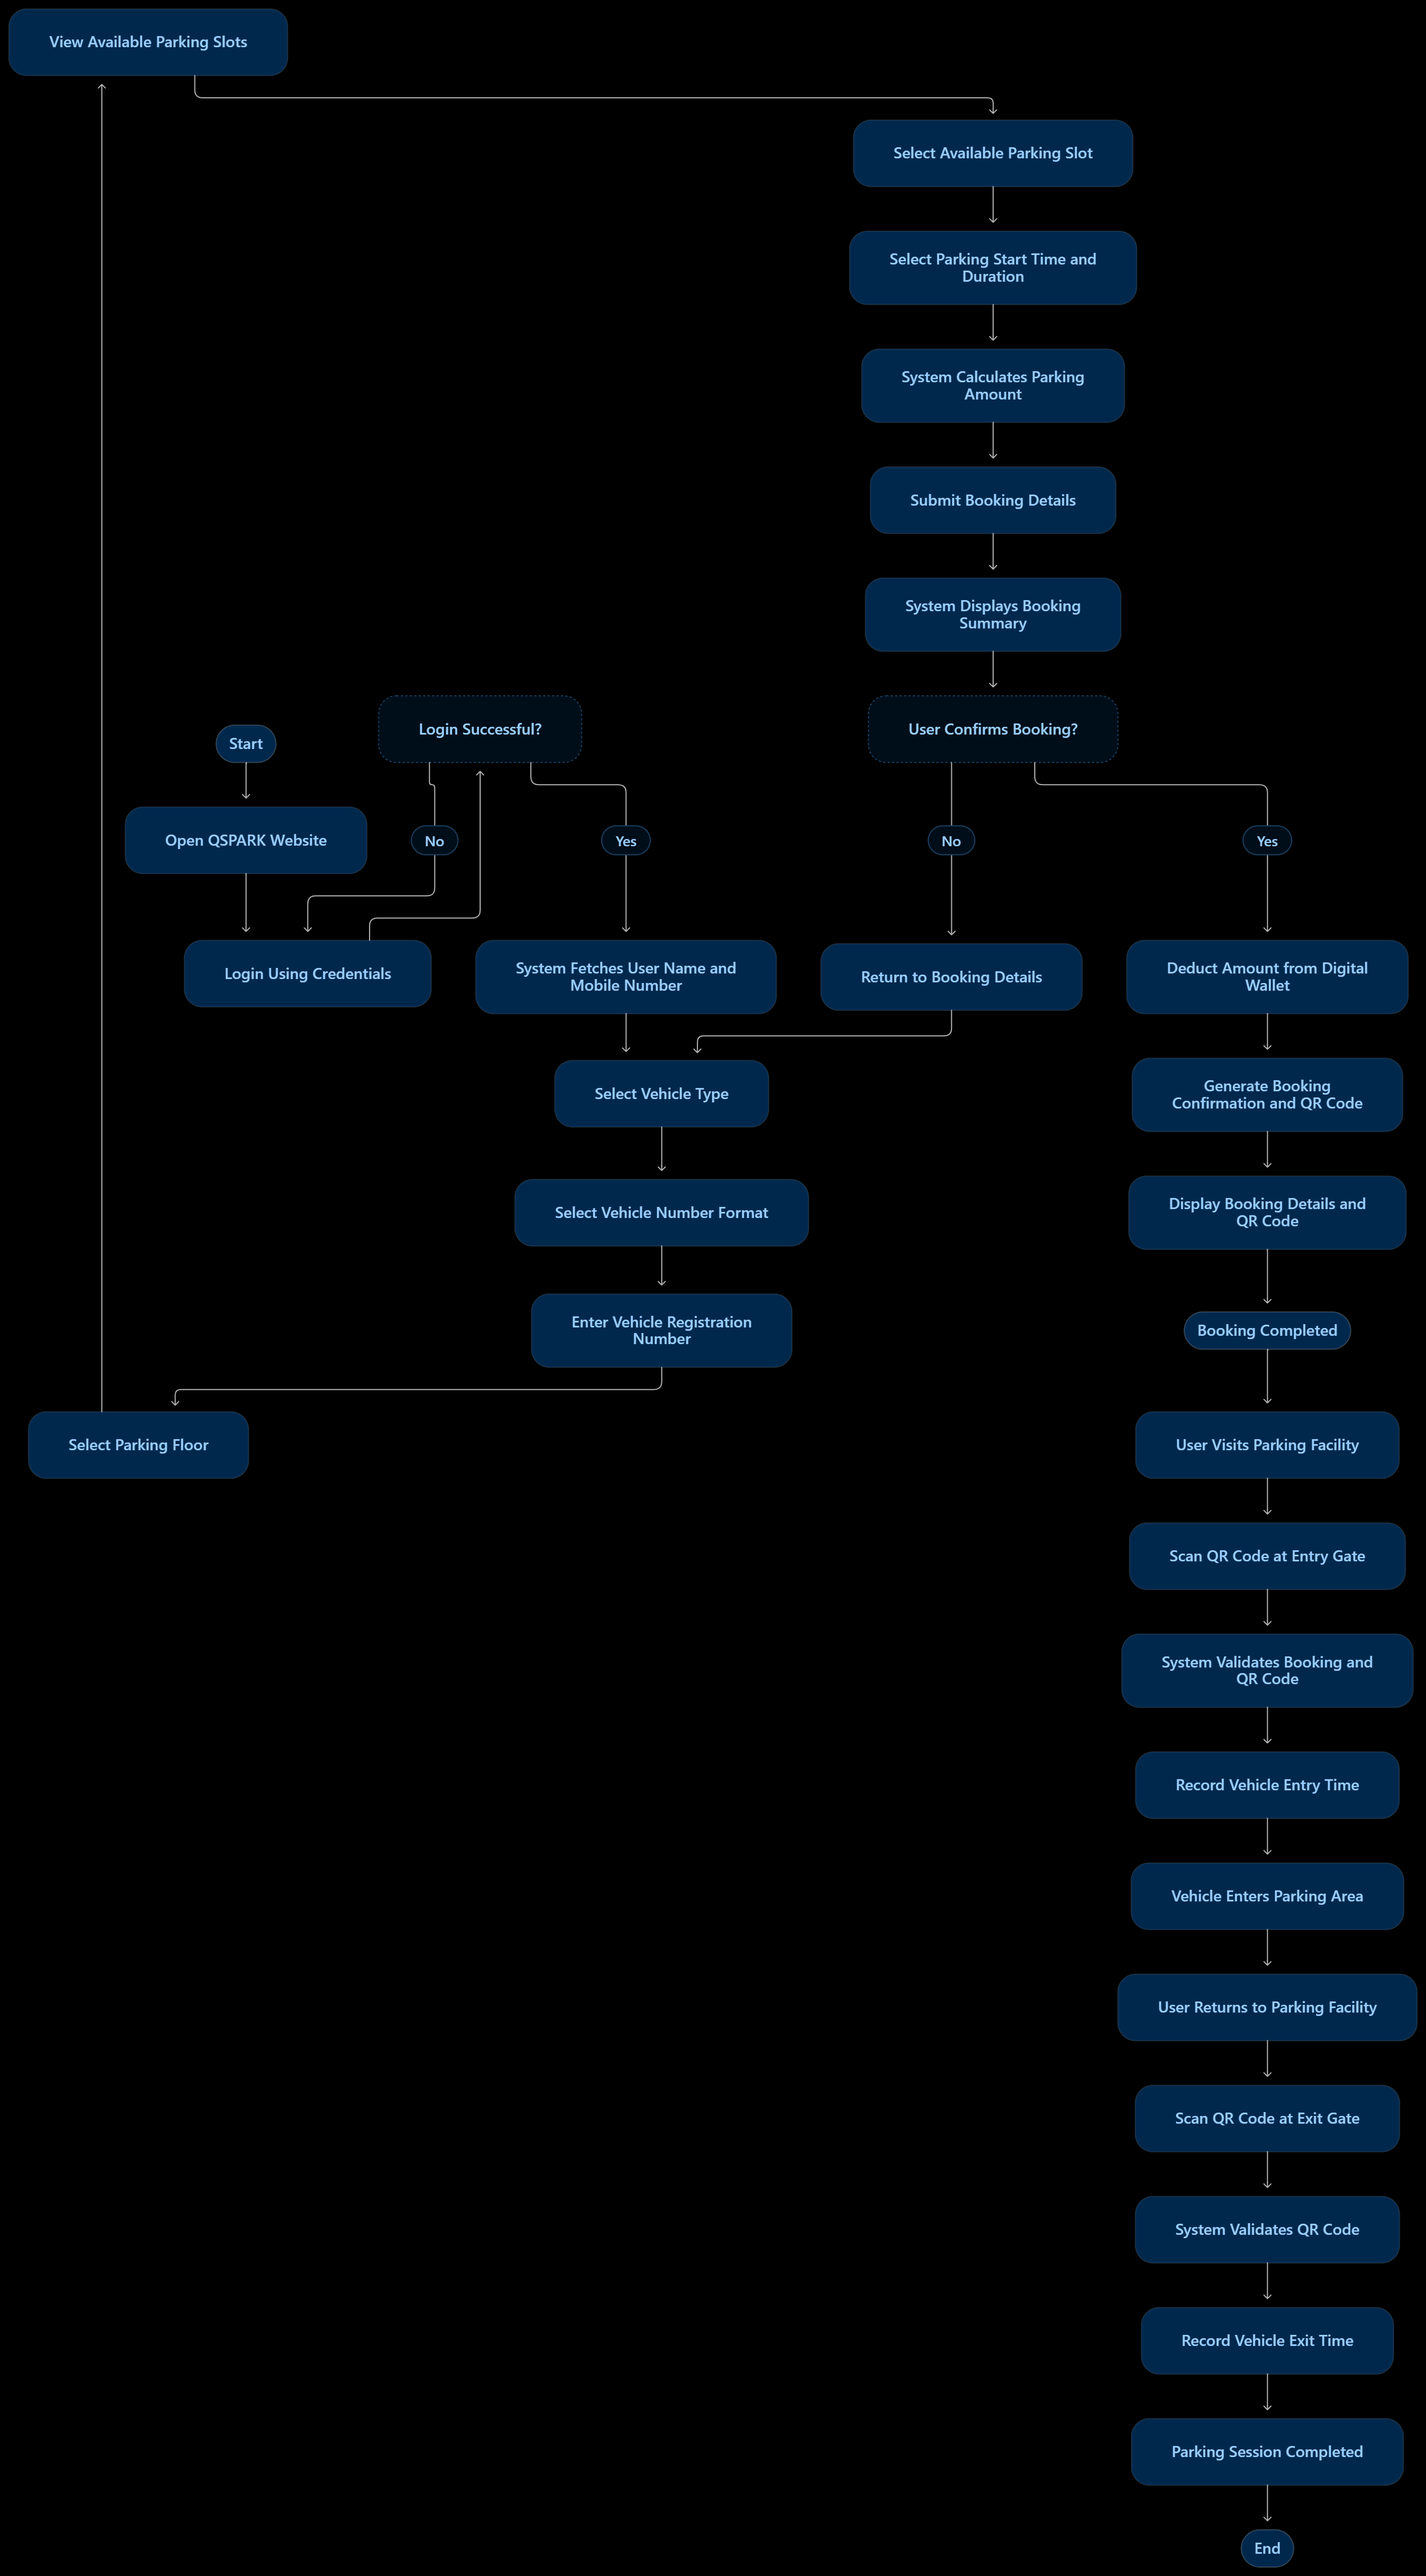 View Available Parking Slots
Select Available Parking Slot
Select Parking Start Time and
Duration
System Calculates Parking
Amount
Submit Booking Details
System Displays Booking
Summary
Login Successful?
User Confirms Booking?
Start
Open QSPARK Website
No
Yes
No
Yes
Login Using Credentials
System Fetches User Name and
Mobile Number
Return to Booking Details
Deduct Amount from Digital
Wallet
Select Vehicle Type
Generate Booking
Confirmation and QR Code
Select Vehicle Number Format
Display Booking Details and
QR Code
Enter Vehicle Registration
Number
Booking Completed
Select Parking Floor
User Visits Parking Facility
Scan QR Code at Entry Gate
System Validates Booking and
QR Code
Record Vehicle Entry Time
Vehicle Enters Parking Area
User Returns to Parking Facility
Scan QR Code at Exit Gate
System Validates QR Code
Record Vehicle Exit Time
Parking Session Completed
End